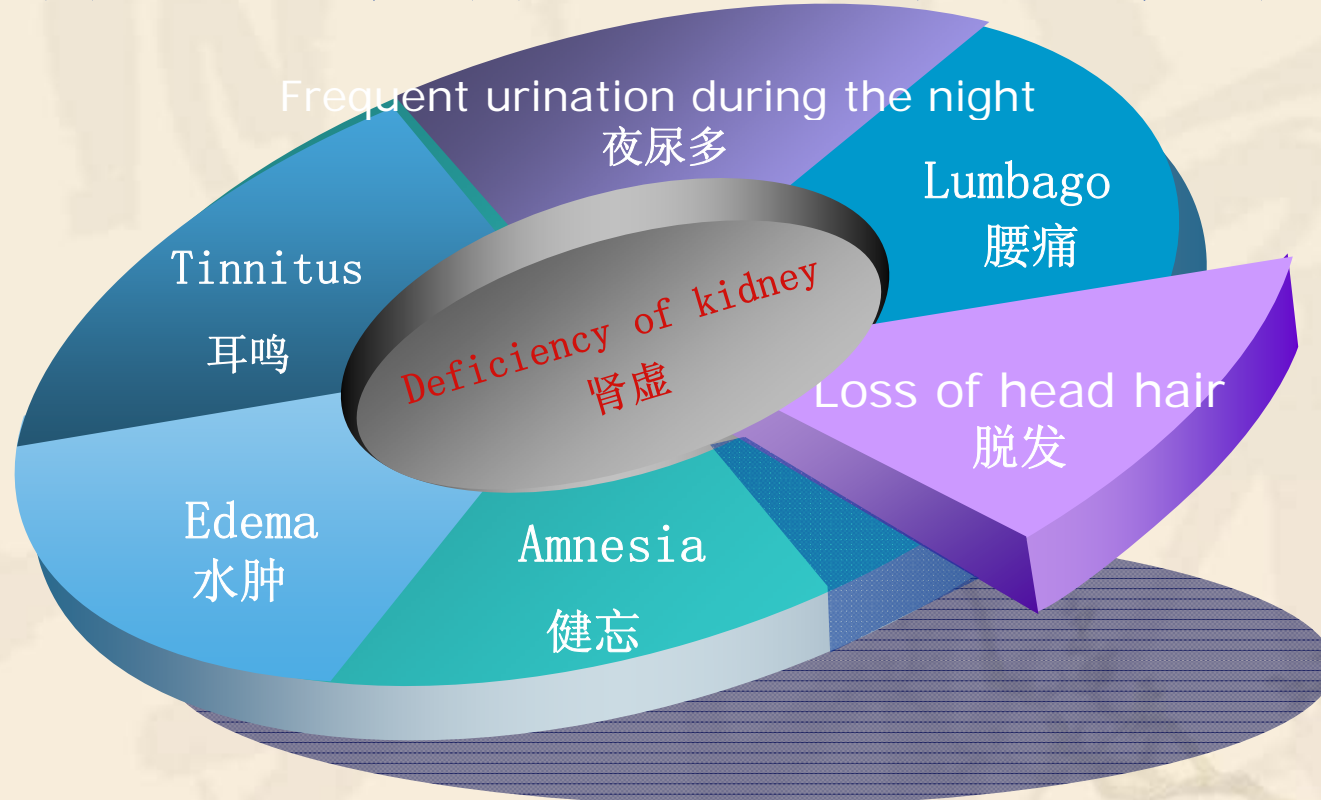 Frequent urination during the night
夜尿多
Lumbago
腰痛
Tinnitus
耳鸣
Deficiency of kidney
肾虚
Loss of head hair
脱发
Edema
水肿
Amnesia
健忘